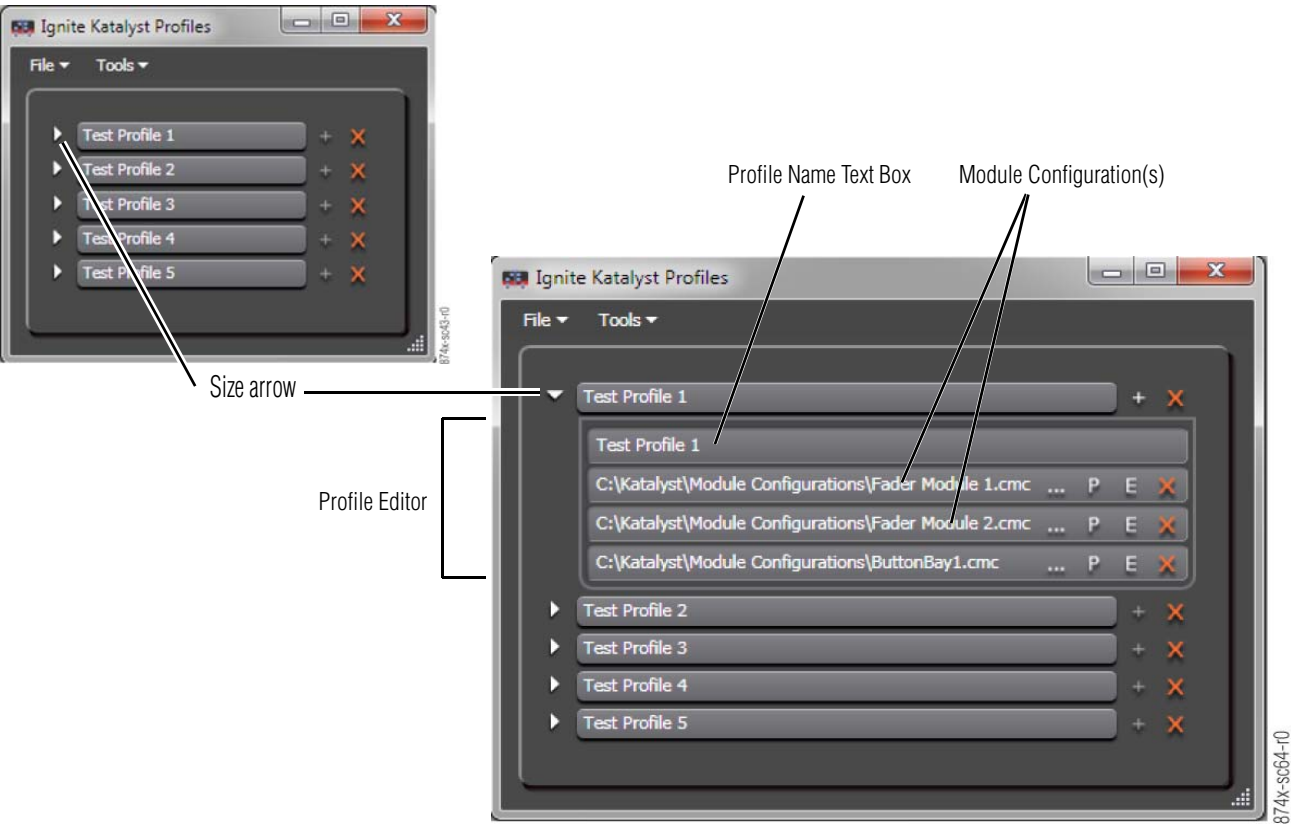 Ignite Katalyst Profiles
X
File Tools
Test Profile 1 + X
Test Profile 2 + X
Test Profile 3 + X
Test Profile 4 + X
Test Profile 5 + X
874x-sc43-r0
Size arrow
Profile Name Text Box
Module Configuration(s)
Profile Editor
Ignite Katalyst Profiles
X
File Tools
Test Profile 1 + X
Test Profile 1
C:\Katalyst\Module Configurations\Fader Module 1.cmc ... P E X
C:\Katalyst\Module Configurations\Fader Module 2.cmc ... P E X
C:\Katalyst\Module Configurations\ButtonBay1.cmc ... P E X
Test Profile 2 + X
Test Profile 3 + X
Test Profile 4 + X
Test Profile 5 + X
874x-sc64-r0